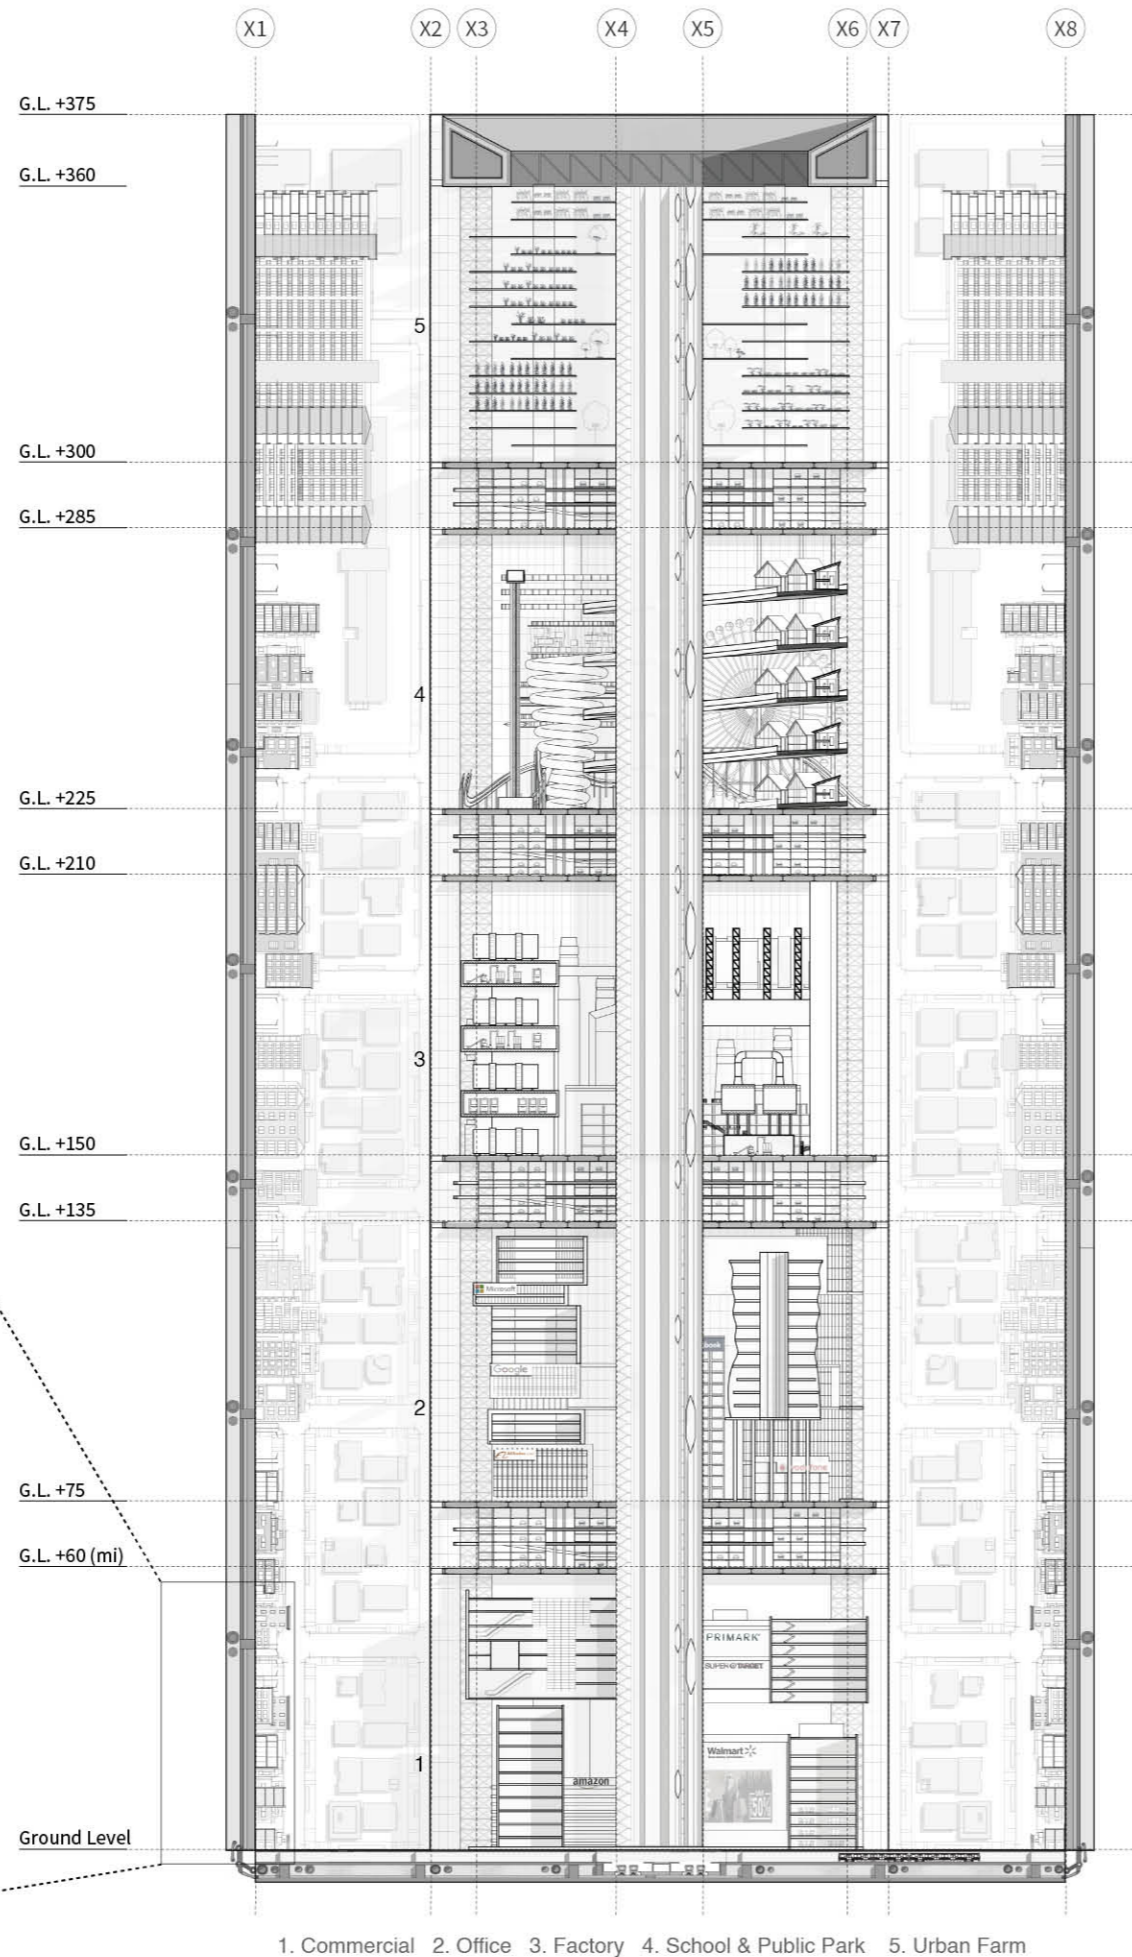 X1 X2 X3 X4 X5 X6 X7 X8
G.L. +375
G.L. +360
5
G.L. +300
G.L. +285
4
G.L. +225
G.L. +210
3
G.L. +150
G.L. +135
Microsoft
Google
2
G.L. +75
G.L. +60 (mi)
PRIMARK
SUPER TARGET
Walmart
1
amazon
50%
Ground Level
1. Commercial 2. Office 3. Factory 4. School & Public Park 5. Urban Farm